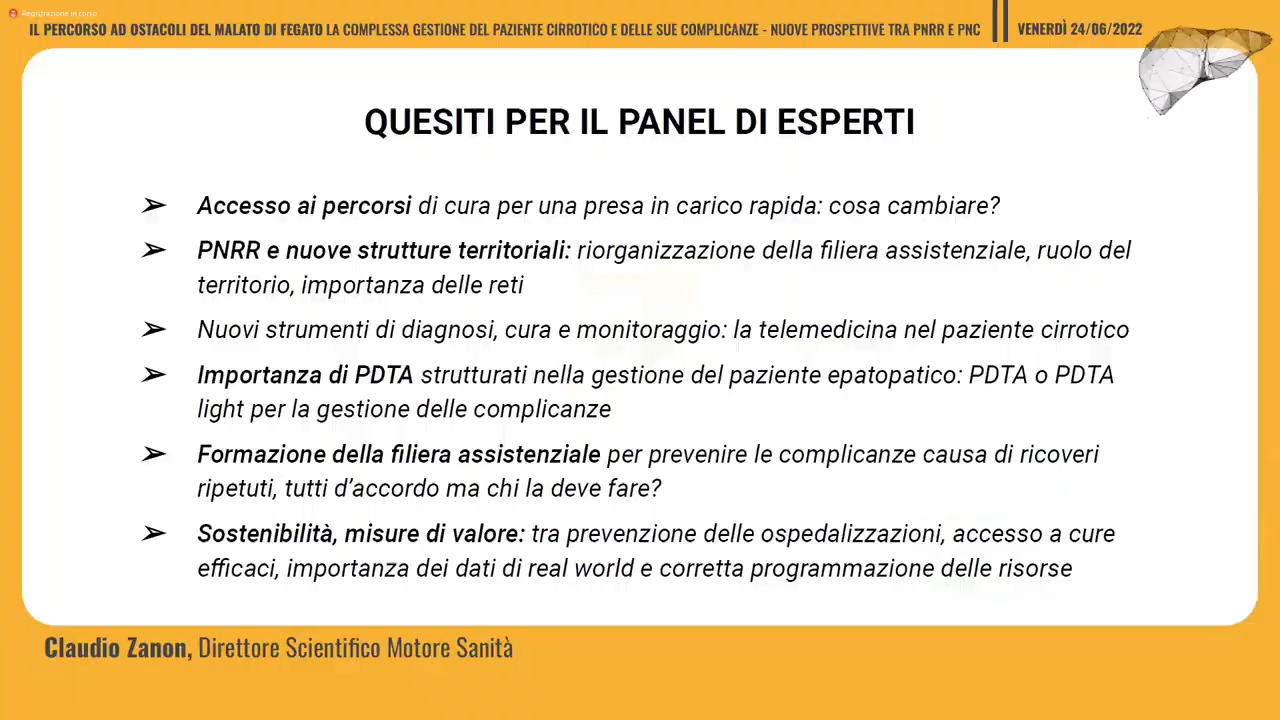 Registrazione in corso
IL PERCORSO AD OSTACOLI DEL MALATO DI FEGATO LA COMPLESSA GESTIONE DEL PAZIENTE CIRROTICO E DELLE SUE COMPLICANZE - NUOVE PROSPETTIVE TRA PNRR E PNC
VENERDÌ 24/06/2022
QUESITI PER IL PANEL DI ESPERTI
➢ Accesso ai percorsi di cura per una presa in carico rapida: cosa cambiare?
➢ PNRR e nuove strutture territoriali: riorganizzazione della filiera assistenziale, ruolo del
territorio, importanza delle reti
➢ Nuovi strumenti di diagnosi, cura e monitoraggio: la telemedicina nel paziente cirrotico
➢ Importanza di PDTA strutturati nella gestione del paziente epatopatico: PDTA o PDTA
light per la gestione delle complicanze
➢ Formazione della filiera assistenziale per prevenire le complicanze causa di ricoveri
ripetuti, tutti d’accordo ma chi la deve fare?
➢ Sostenibilità, misure di valore: tra prevenzione delle ospedalizzazioni, accesso a cure
efficaci, importanza dei dati di real world e corretta programmazione delle risorse
Claudio Zanon, Direttore Scientifico Motore Sanità